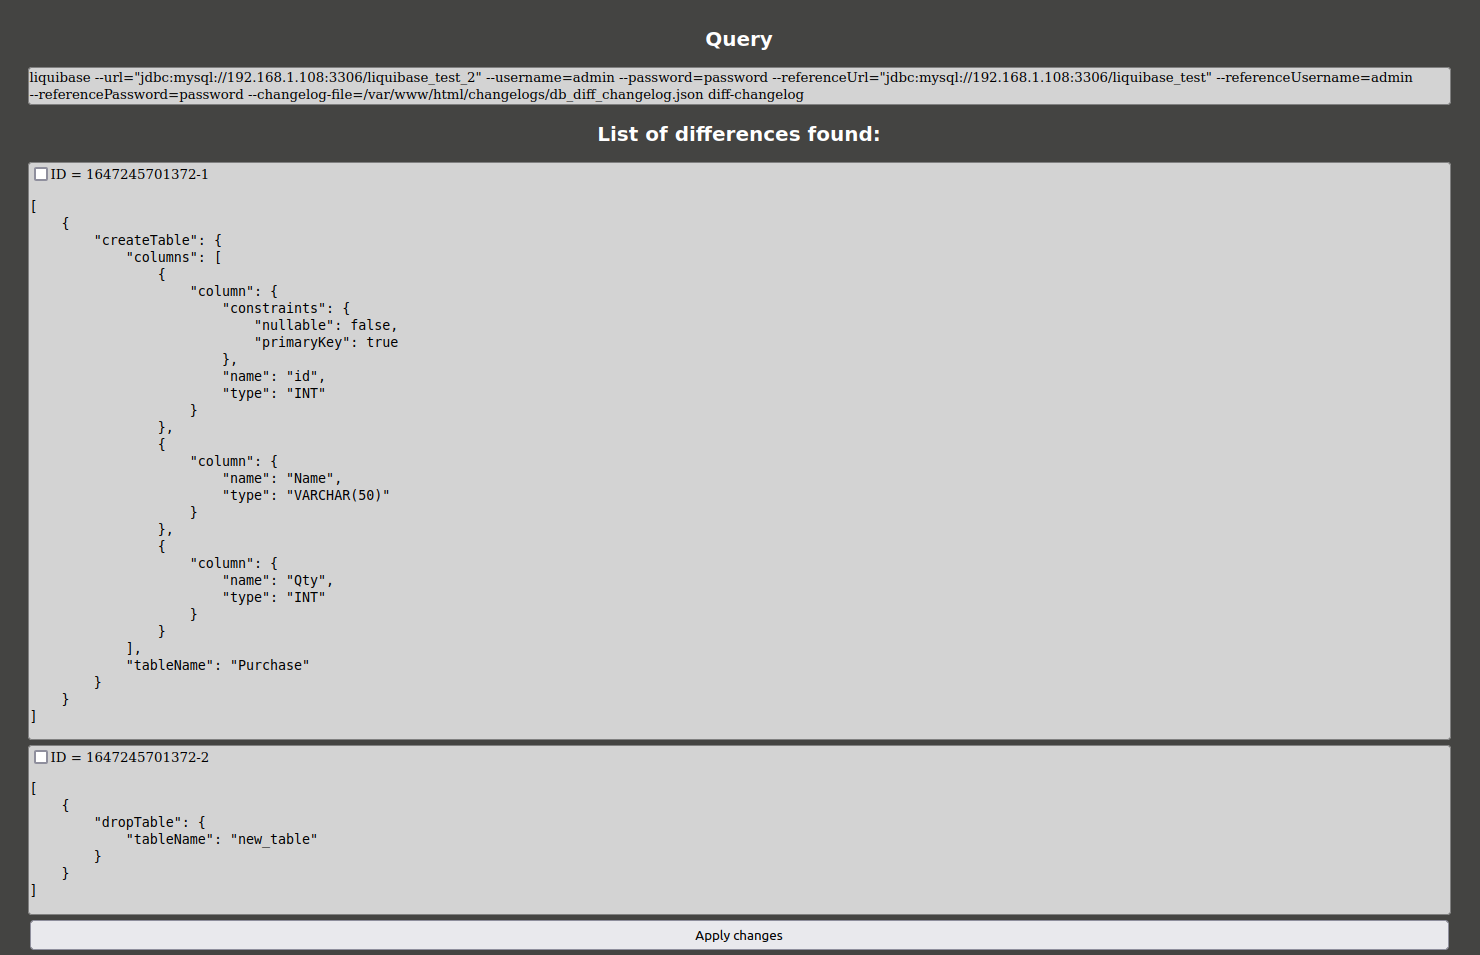 Query
liquibase --url="jdbc:mysql://192.168.1.108:3306/liquibase_test_2" --username=admin --password=password --referenceUrl="jdbc:mysql://192.168.1.108:3306/liquibase_test" --referenceUsername=admin
--referencePassword=password --changelog-file=/var/www/html/changelogs/db_diff_changelog.json diff-changelog
List of differences found:
ID = 1647245701372-1
[
    {
        "createTable": {
            "columns": [
                {
                    "column": {
                        "constraints": {
                            "nullable": false,
                            "primaryKey": true
                        },
                        "name": "id",
                        "type": "INT"
                    }
                },
                {
                    "column": {
                        "name": "Name",
                        "type": "VARCHAR(50)"
                    }
                },
                {
                    "column": {
                        "name": "Qty",
                        "type": "INT"
                    }
                }
            ],
            "tableName": "Purchase"
        }
    }
]
ID = 1647245701372-2
[
    {
        "dropTable": {
            "tableName": "new_table"
        }
    }
]
Apply changes